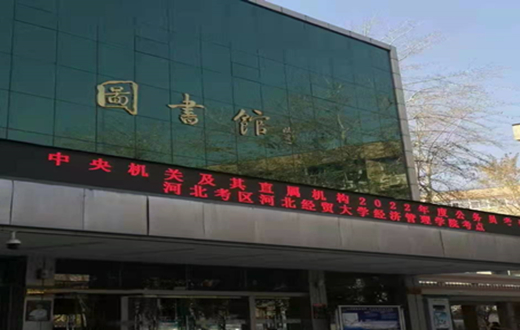 圖書館
中央机关及其直属机构2022年度公务员考
河北考区河北经贸大学经济管理学院考点